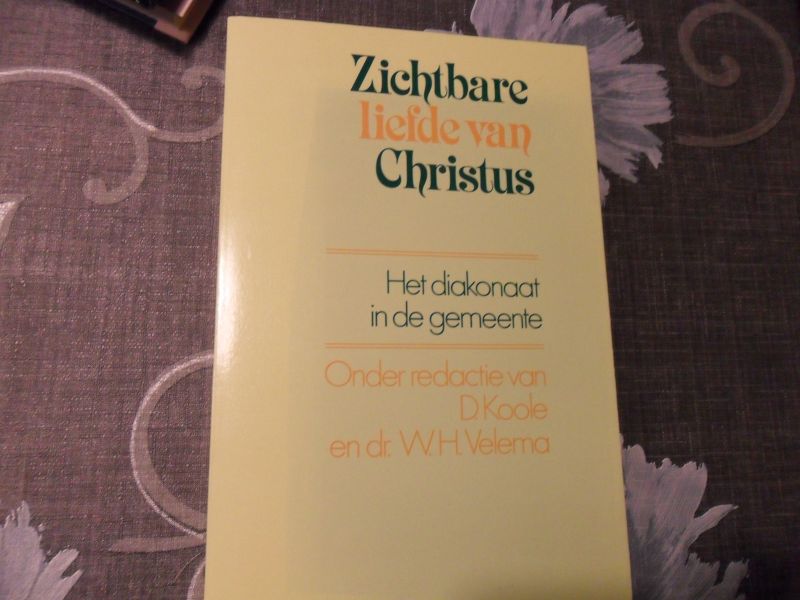 Zichtbare
liefde van
Christus
Het diakonaat
in de gemeente
Onder redactie van
D. Koole
en dr. W.H. Velema